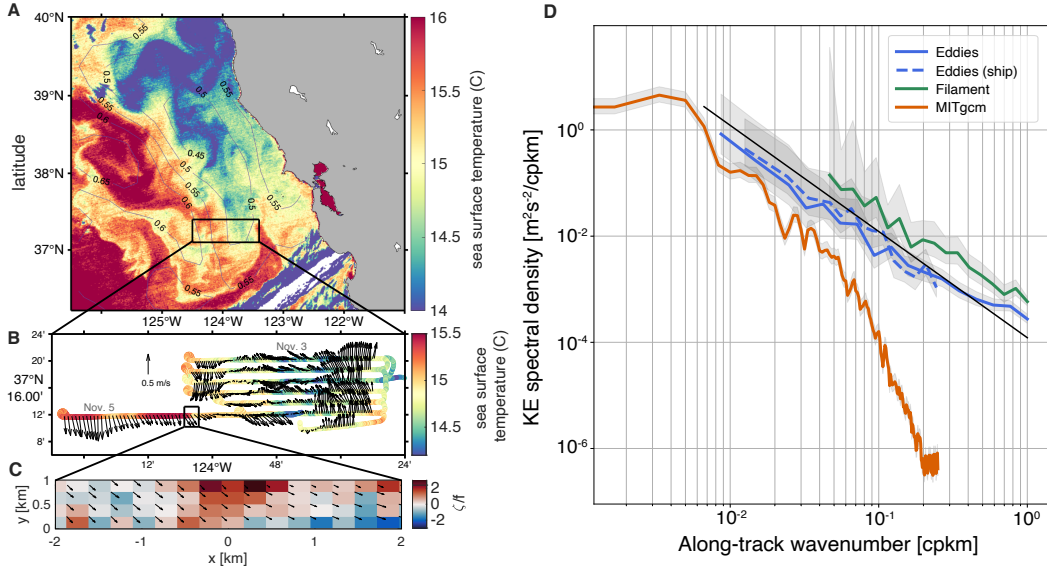 A
40°N
39°N
38°N
37°N
latitude
125°W
124°W
123°W
122°W
0.55
0.5
0.5
0.55
0.55
0.45
0.5
0.55
0.65
0.6
0.6
0.55
0.55
16
15.5
15
14.5
14
sea surface temperature (C)
B
24'
20'
37°N
16.00'
12'
8'
Nov. 3
0.5 m/s
Nov. 5
12'
124°W
48'
24'
15.5
15
14.5
sea surface
temperature (C)
C
1
0.5
0
y [km]
-2
-1
0
1
2
x [km]
2
0
-2
ζ/f
D
Eddies
Eddies (ship)
Filament
MITgcm
KE spectral density [m²s⁻²/cpkm]
10⁰
10⁻²
10⁻⁴
10⁻⁶
10⁻²
10⁻¹
10⁰
Along-track wavenumber [cpkm]